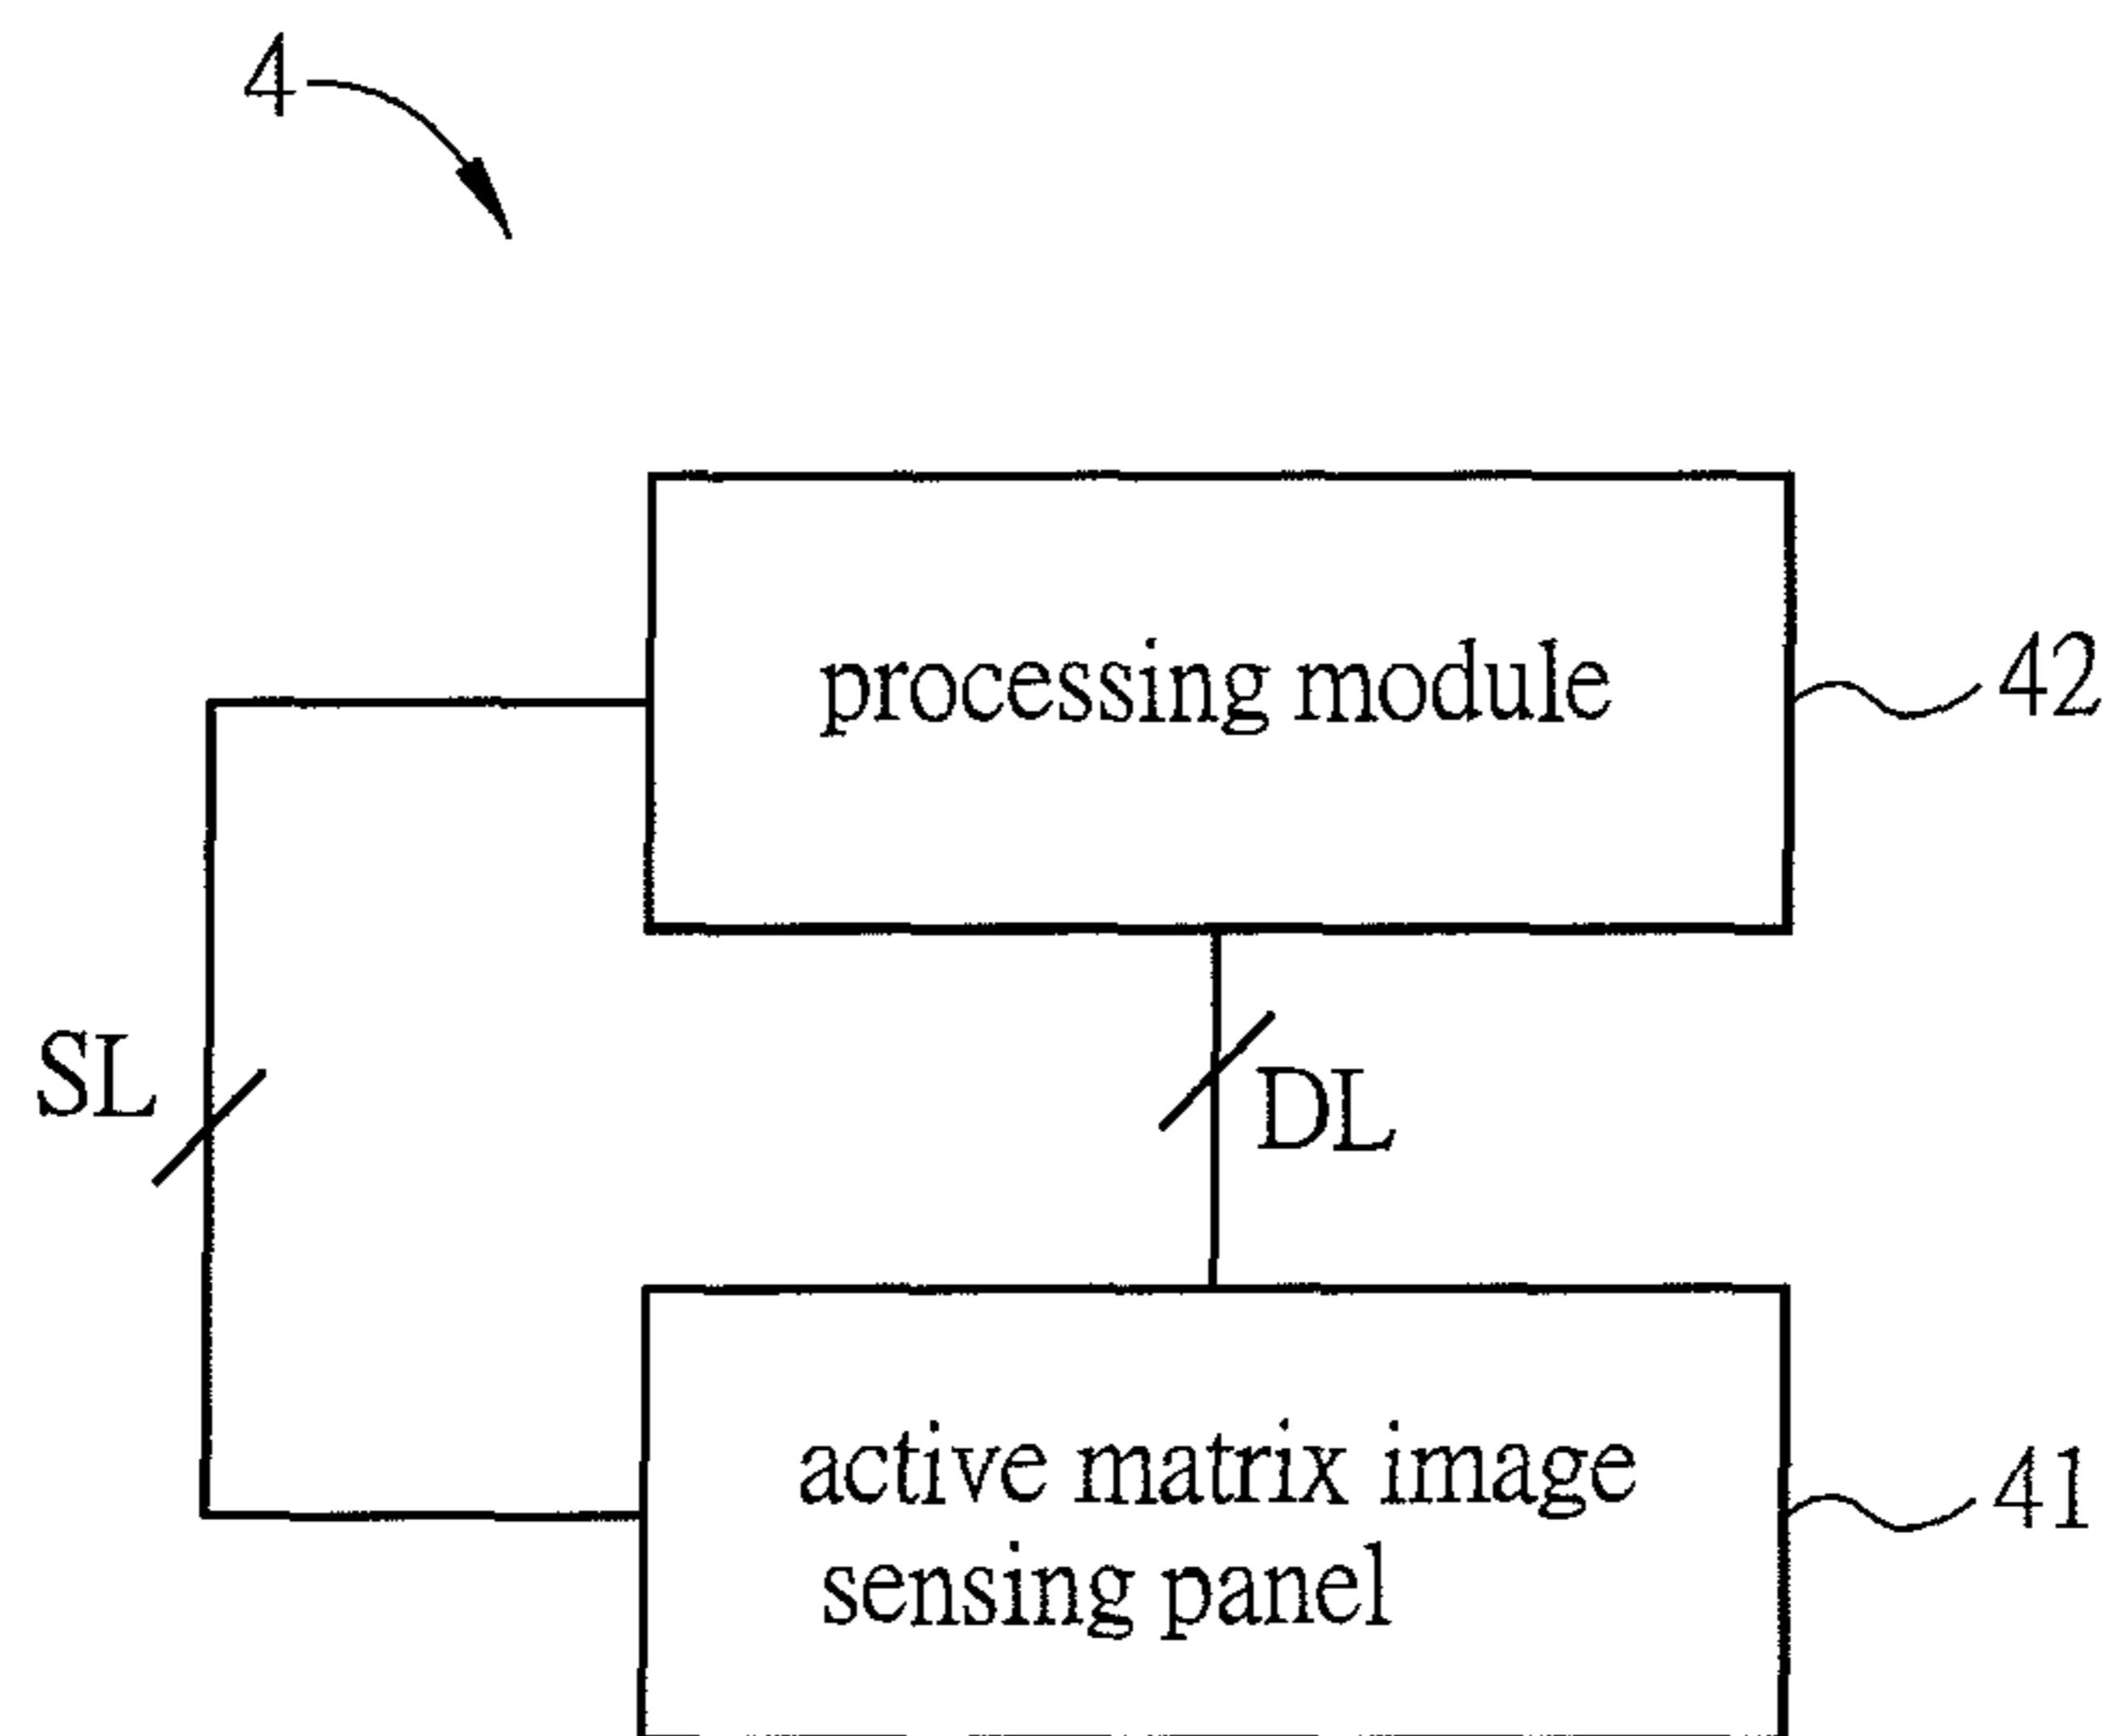 4
processing module
42
SL
DL
active matrix image
sensing panel
41